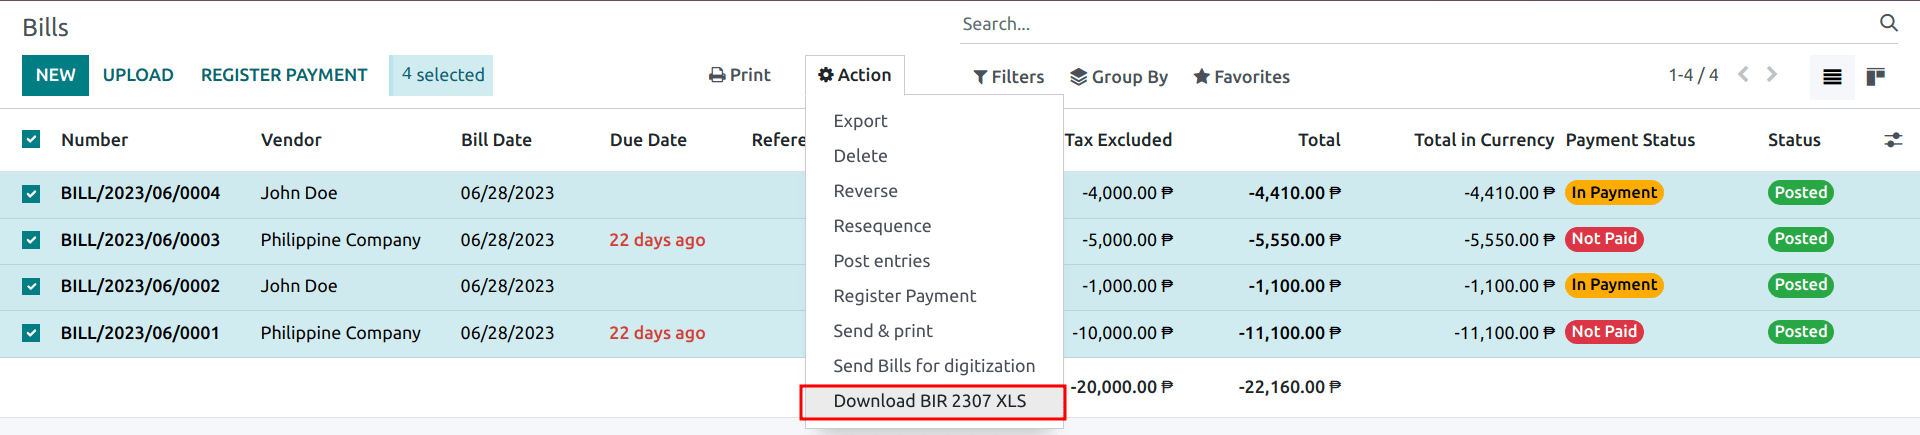 Bills
Search...
NEW UPLOAD REGISTER PAYMENT 4 selected Print Action Filters Group By Favorites 1-4 / 4
Number Vendor Bill Date Due Date Refere Tax Excluded Total Total in Currency Payment Status Status
BILL/2023/06/0004 John Doe 06/28/2023 -4,000.00 ₱ -4,410.00 ₱ -4,410.00 ₱ In Payment Posted
BILL/2023/06/0003 Philippine Company 06/28/2023 22 days ago -5,000.00 ₱ -5,550.00 ₱ -5,550.00 ₱ Not Paid Posted
BILL/2023/06/0002 John Doe 06/28/2023 -1,000.00 ₱ -1,100.00 ₱ -1,100.00 ₱ In Payment Posted
BILL/2023/06/0001 Philippine Company 06/28/2023 22 days ago -10,000.00 ₱ -11,100.00 ₱ -11,100.00 ₱ Not Paid Posted
-20,000.00 ₱ -22,160.00 ₱
Export
Delete
Reverse
Resequence
Post entries
Register Payment
Send & print
Send Bills for digitization
Download BIR 2307 XLS